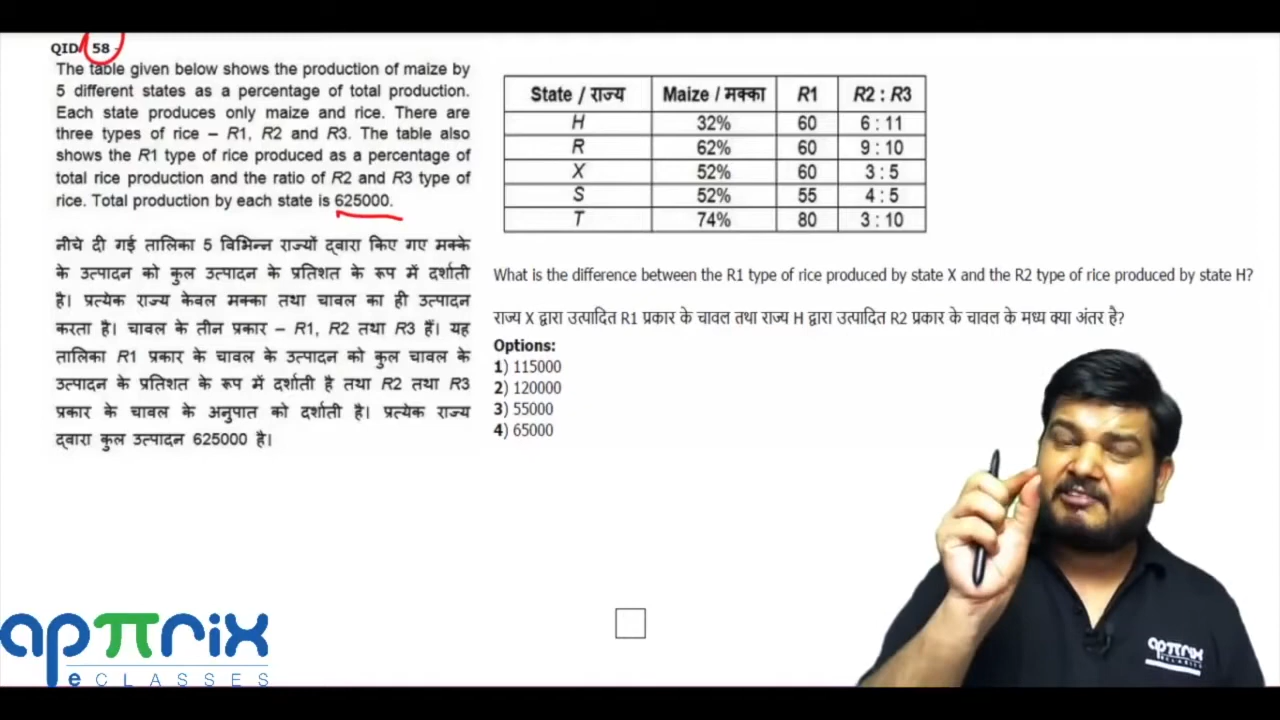 QID 58 -
The table given below shows the production of maize by
5 different states as a percentage of total production.
Each state produces only maize and rice. There are
three types of rice – R1, R2 and R3. The table also
shows the R1 type of rice produced as a percentage of
total rice production and the ratio of R2 and R3 type of
rice. Total production by each state is 625000.
नीचे दी गई तालिका 5 विभिन्न राज्यों द्वारा किए गए मक्के
के उत्पादन को कुल उत्पादन के प्रतिशत के रूप में दर्शाती
है। प्रत्येक राज्य केवल मक्का तथा चावल का ही उत्पादन
करता है। चावल के तीन प्रकार – R1, R2 तथा R3 हैं। यह
तालिका R1 प्रकार के चावल के उत्पादन को कुल चावल के
उत्पादन के प्रतिशत के रूप में दर्शाती है तथा R2 तथा R3
प्रकार के चावल के अनुपात को दर्शाती है। प्रत्येक राज्य
द्वारा कुल उत्पादन 625000 है।
State / राज्य Maize / मक्का R1 R2 : R3
H 32% 60 6 : 11
R 62% 60 9 : 10
X 52% 60 3 : 5
S 52% 55 4 : 5
T 74% 80 3 : 10
What is the difference between the R1 type of rice produced by state X and the R2 type of rice produced by state H?
राज्य X द्वारा उत्पादित R1 प्रकार के चावल तथा राज्य H द्वारा उत्पादित R2 प्रकार के चावल के मध्य क्या अंतर है?
Options:
1) 115000
2) 120000
3) 55000
4) 65000
apπrix
eCLASSES
apπrix
eCLASSES